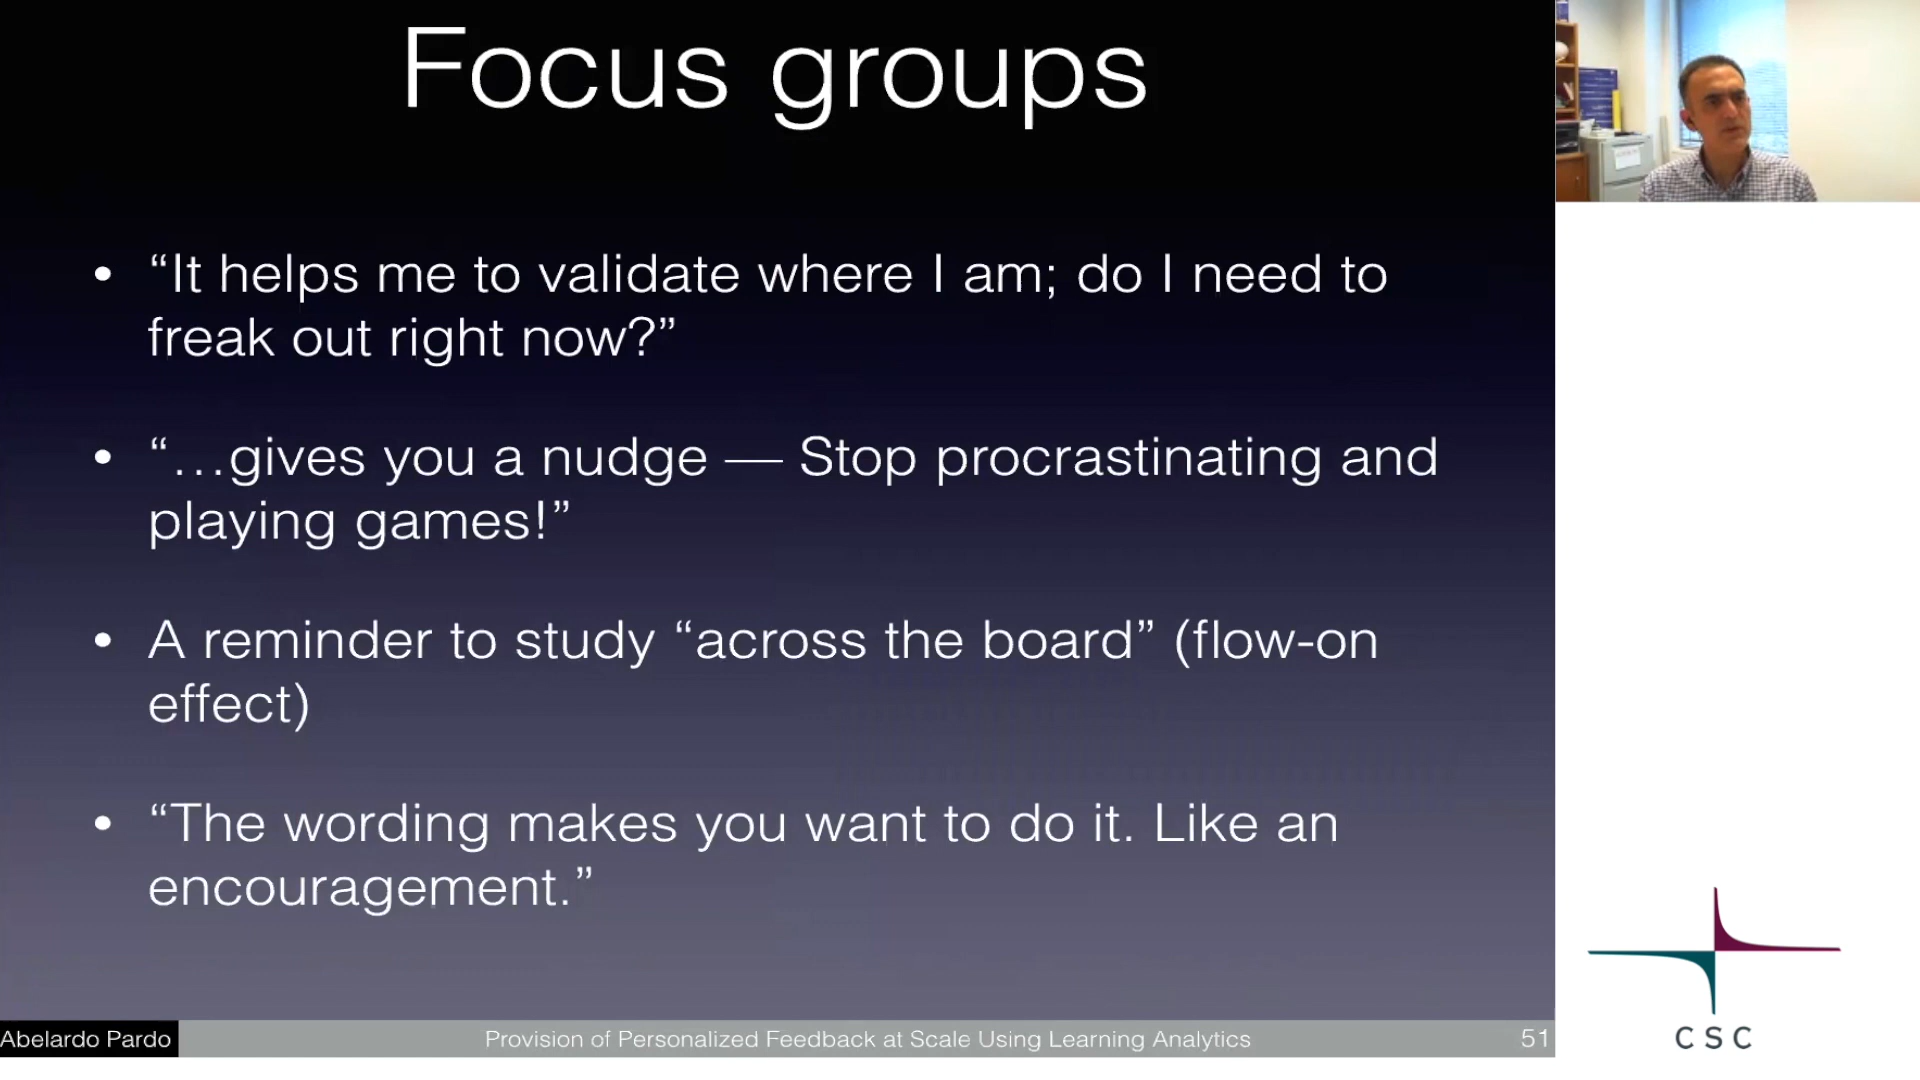 Focus groups
• “It helps me to validate where I am; do I need to
freak out right now?”
• “…gives you a nudge — Stop procrastinating and
playing games!”
• A reminder to study “across the board” (flow-on
effect)
• “The wording makes you want to do it. Like an
encouragement.”
Abelardo Pardo
Provision of Personalized Feedback at Scale Using Learning Analytics
51
CSC